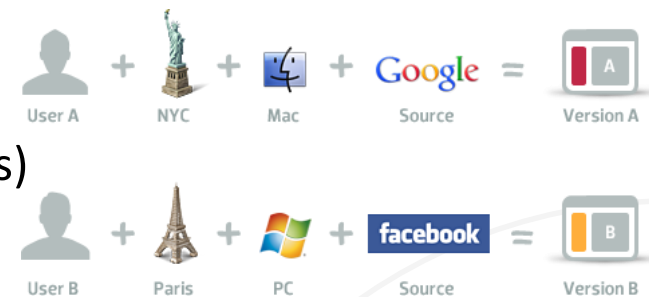 + + + Google = A
User A NYC Mac Source Version A
s)
+ + + facebook = B
User B Paris PC Source Version B